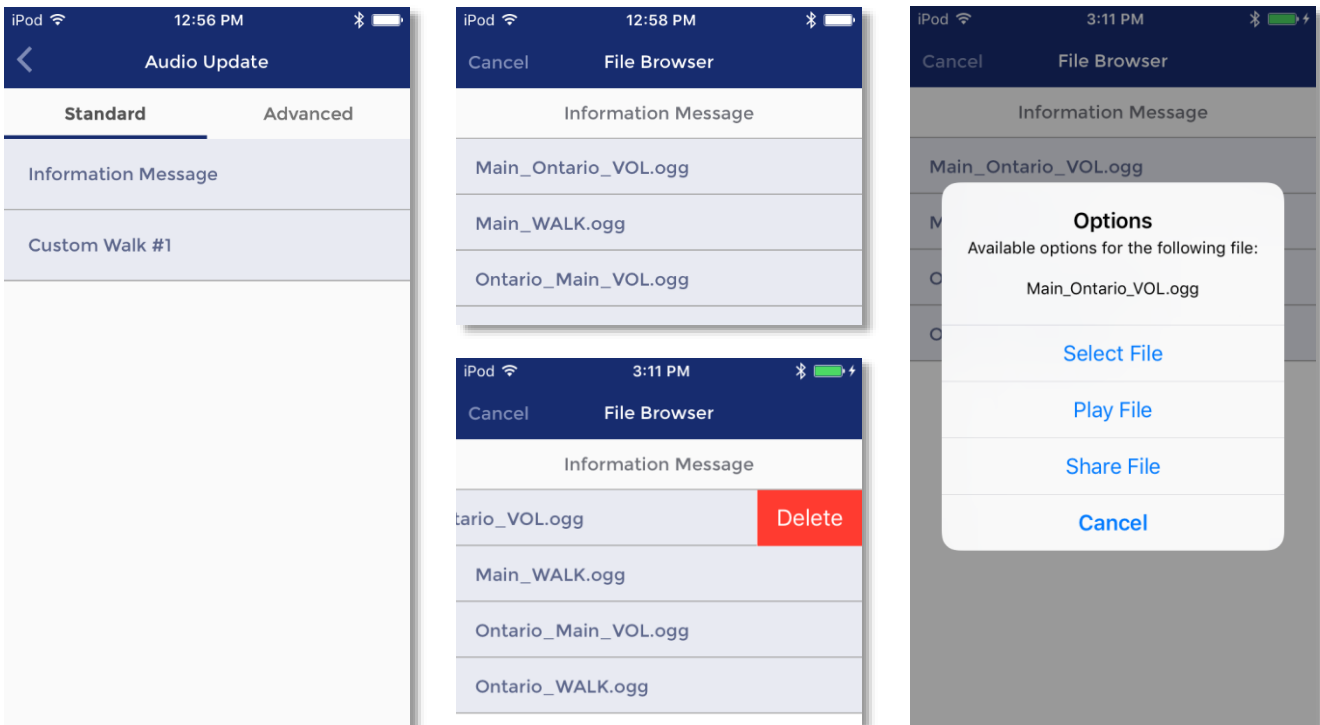 iPod 12:56 PM
Audio Update
Standard Advanced
Information Message
Custom Walk #1
iPod 12:58 PM
Cancel File Browser
Information Message
Main_Ontario_VOL.ogg
Main_WALK.ogg
Ontario_Main_VOL.ogg
iPod 3:11 PM
Cancel File Browser
Information Message
tario_VOL.ogg Delete
Main_WALK.ogg
Ontario_Main_VOL.ogg
Ontario_WALK.ogg
iPod 3:11 PM
Cancel File Browser
Information Message
Main_Ontario_VOL.ogg
M
O
O
Options
Available options for the following file:
Main_Ontario_VOL.ogg
Select File
Play File
Share File
Cancel